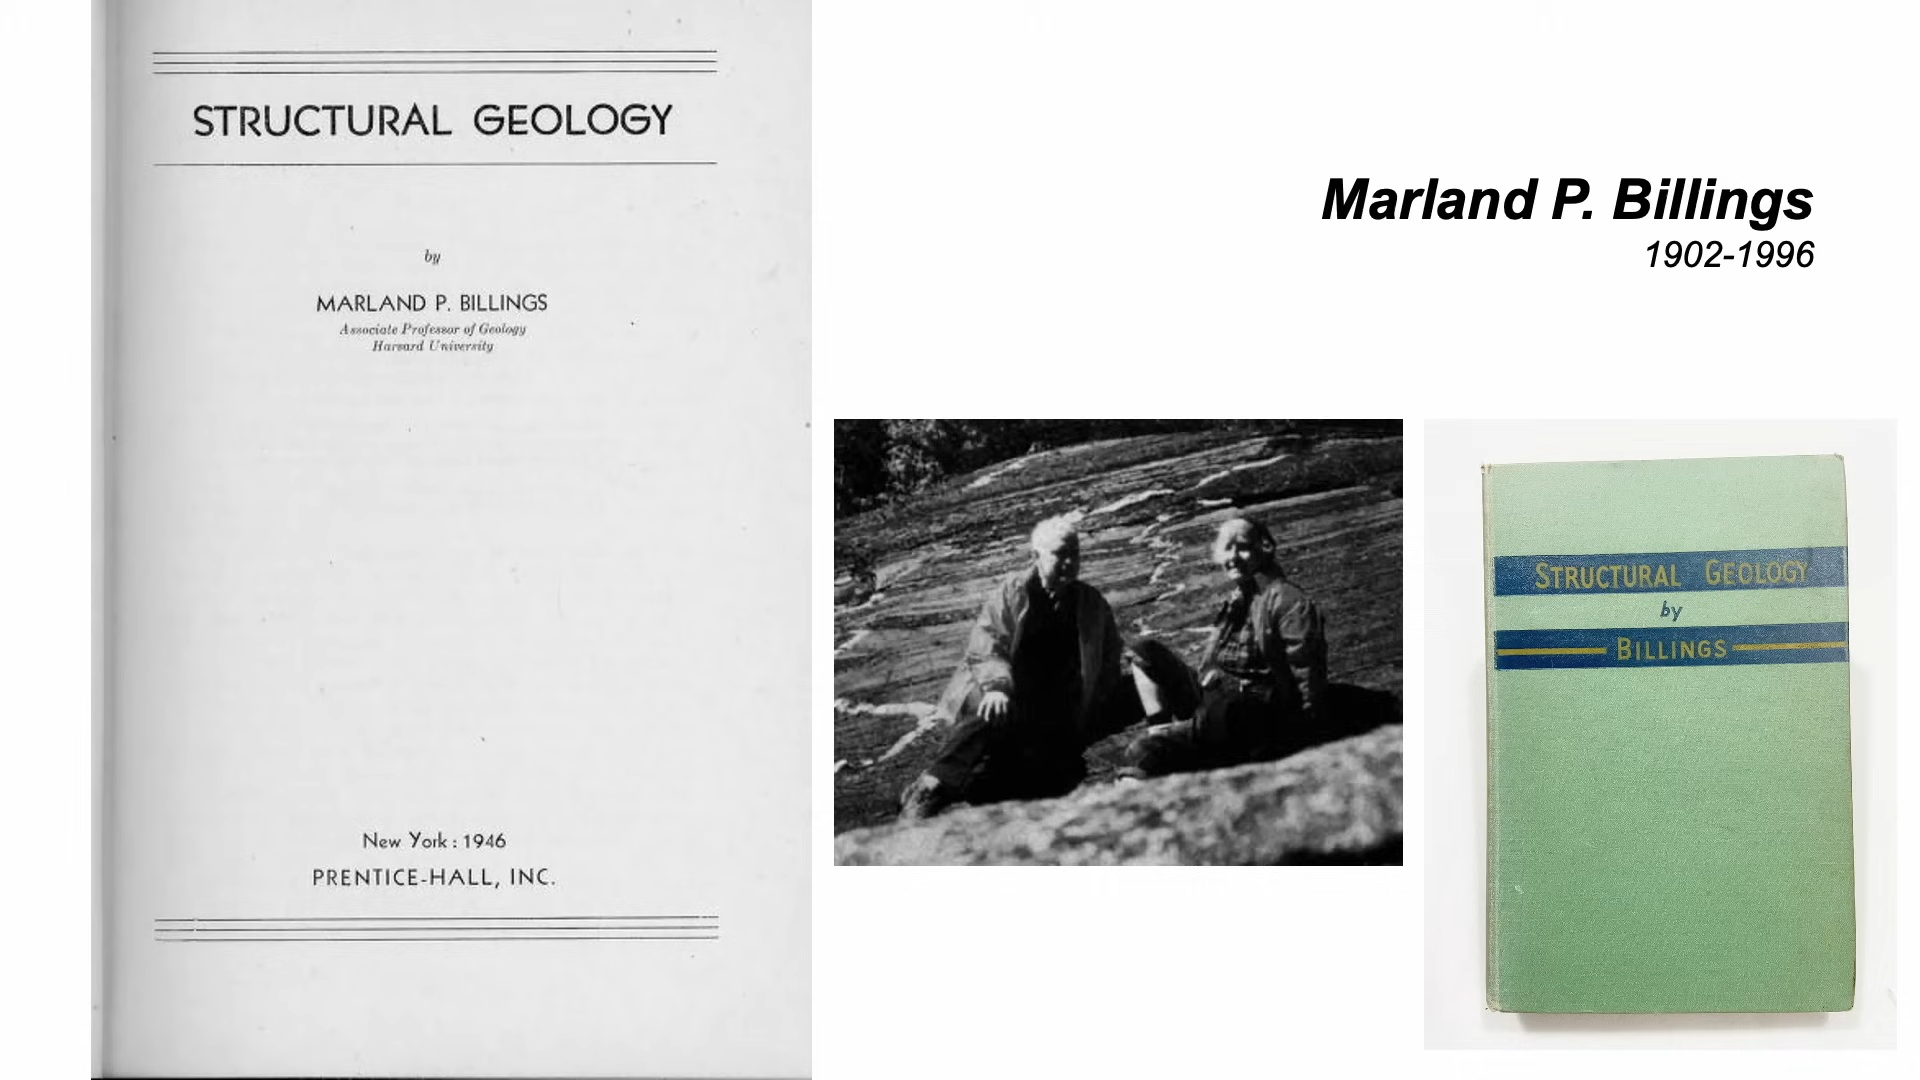 STRUCTURAL GEOLOGY
by
MARLAND P. BILLINGS
Associate Professor of Geology
Harvard University
New York : 1946
PRENTICE-HALL, INC.
Marland P. Billings
1902-1996
STRUCTURAL GEOLOGY
by
BILLINGS